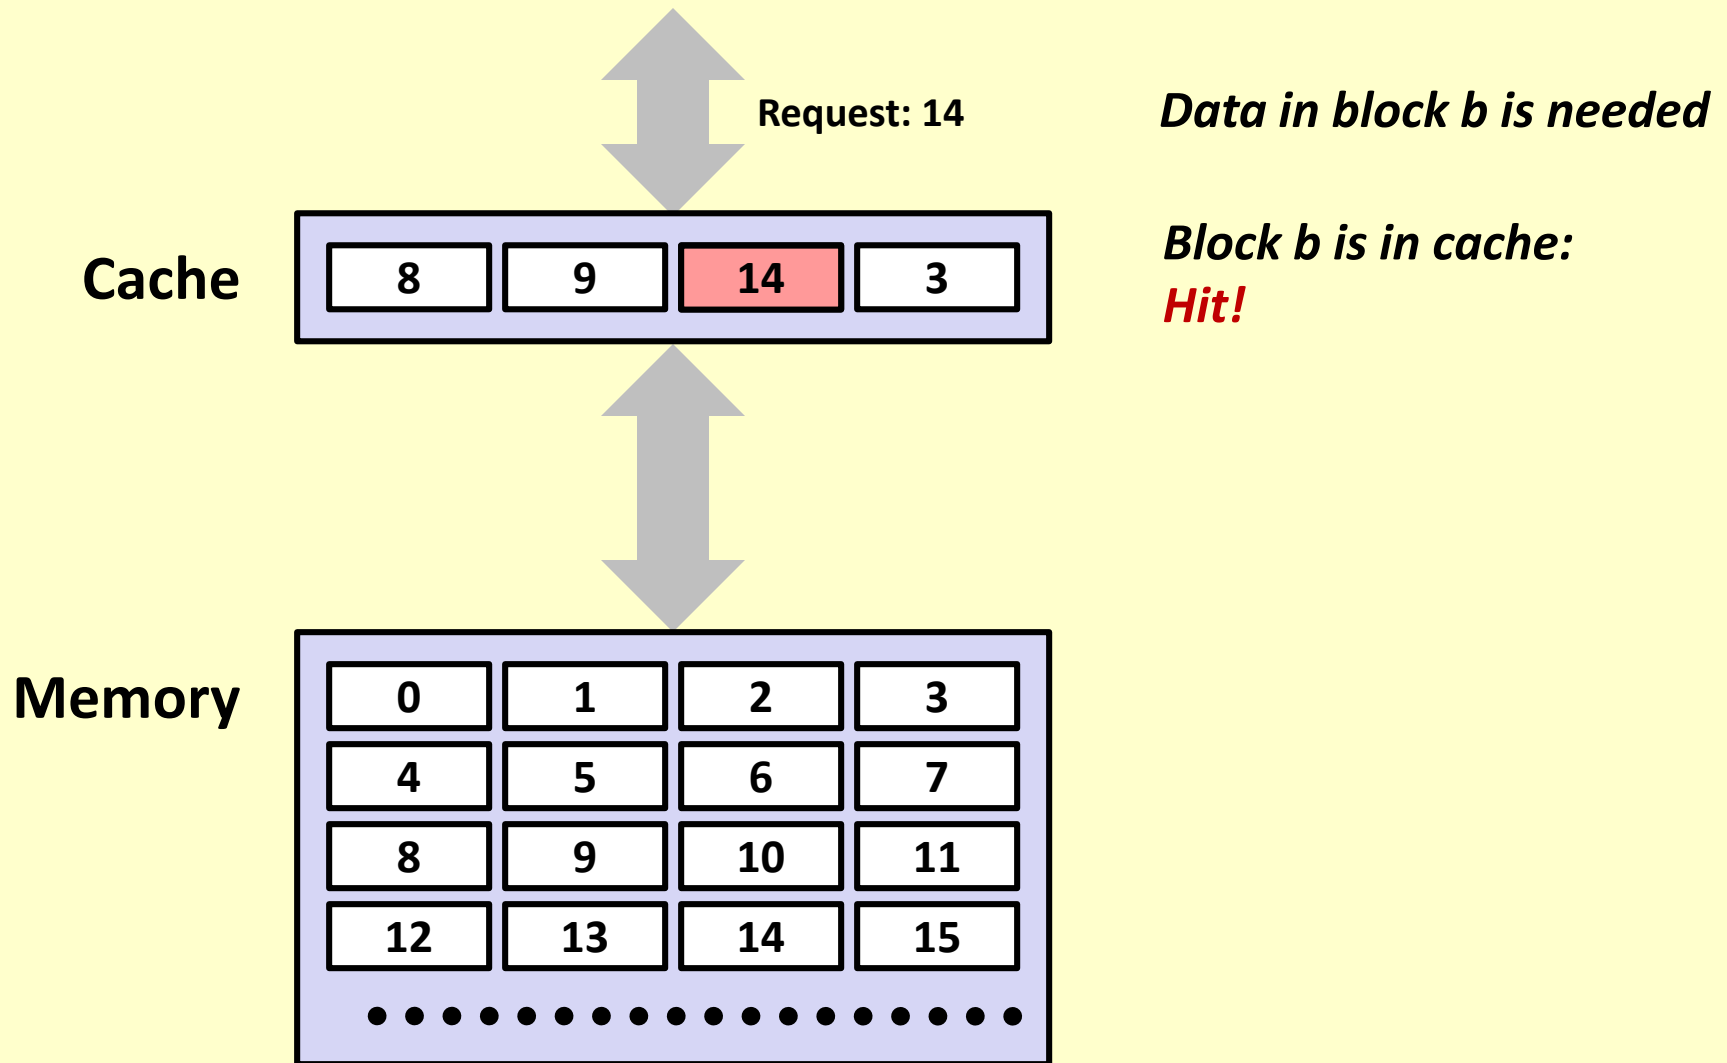 Request: 14
Data in block b is needed
Cache
8 9 14 3
Block b is in cache:
Hit!
Memory
0 1 2 3
4 5 6 7
8 9 10 11
12 13 14 15